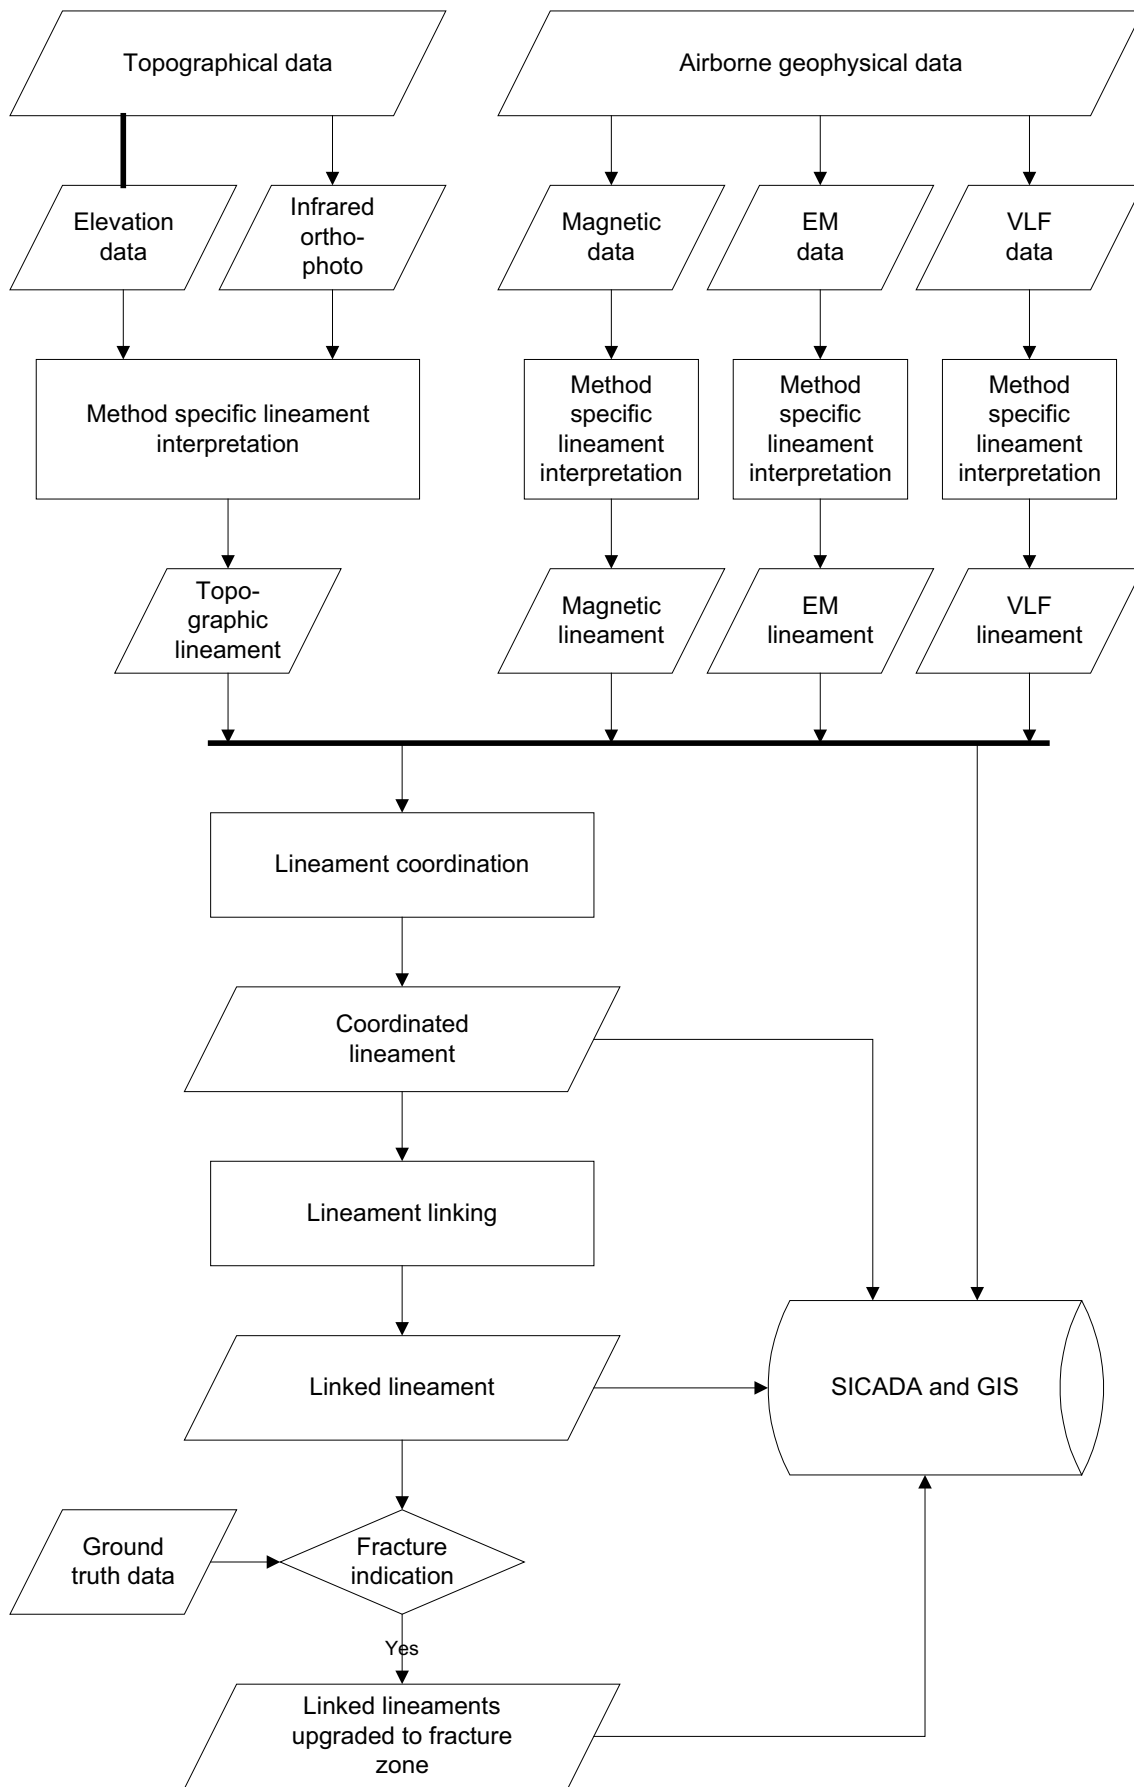 Topographical data
Airborne geophysical data
Elevation
data
Infrared
ortho-
photo
Magnetic
data
EM
data
VLF
data
Method specific lineament
interpretation
Method
specific
lineament
interpretation
Method
specific
lineament
interpretation
Method
specific
lineament
interpretation
Topo-
graphic
lineament
Magnetic
lineament
EM
lineament
VLF
lineament
Lineament coordination
Coordinated
lineament
Lineament linking
Linked lineament
SICADA and GIS
Ground
truth data
Fracture
indication
Yes
Linked lineaments
upgraded to fracture
zone